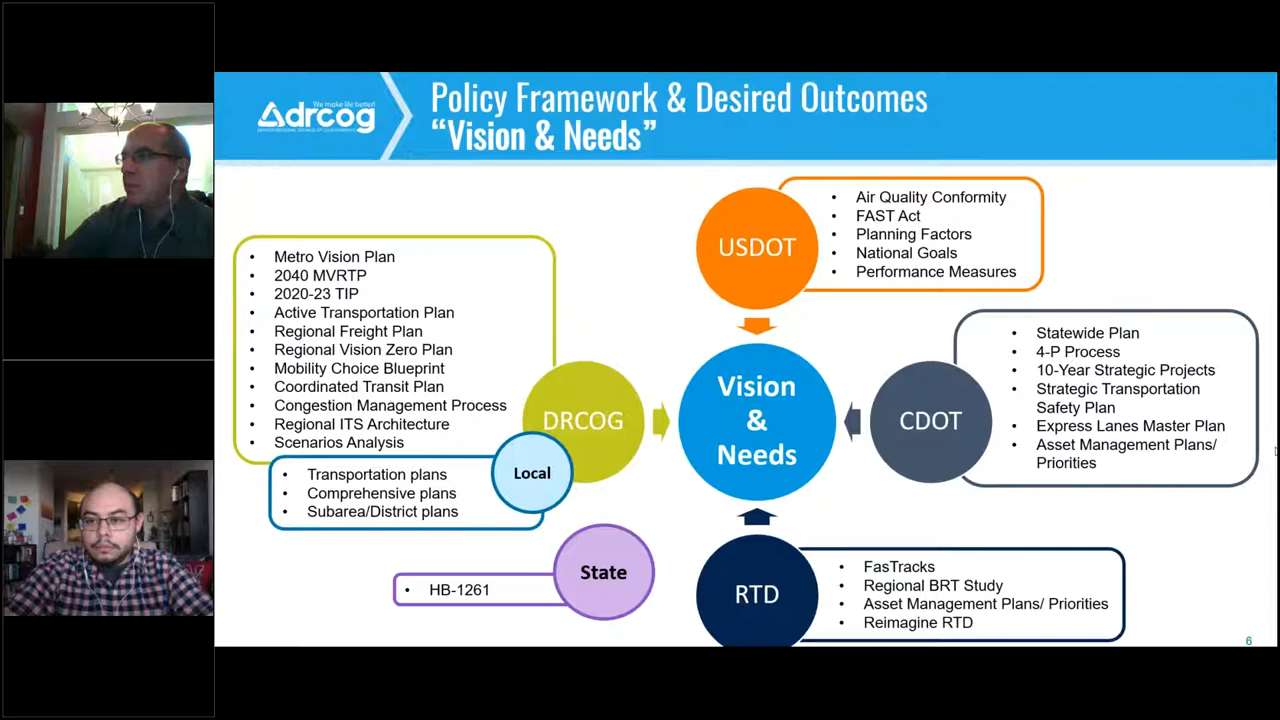 We make life better!
drcog
DENVER REGIONAL COUNCIL OF GOVERNMENTS
Policy Framework & Desired Outcomes
“Vision & Needs”
USDOT
• Air Quality Conformity
• FAST Act
• Planning Factors
• National Goals
• Performance Measures
• Metro Vision Plan
• 2040 MVRTP
• 2020-23 TIP
• Active Transportation Plan
• Regional Freight Plan
• Regional Vision Zero Plan
• Mobility Choice Blueprint
• Coordinated Transit Plan
• Congestion Management Process
• Regional ITS Architecture
• Scenarios Analysis
DRCOG
Vision
&
Needs
CDOT
• Statewide Plan
• 4-P Process
• 10-Year Strategic Projects
• Strategic Transportation
Safety Plan
• Express Lanes Master Plan
• Asset Management Plans/
Priorities
• Transportation plans
• Comprehensive plans
• Subarea/District plans
Local
• HB-1261
State
RTD
• FasTracks
• Regional BRT Study
• Asset Management Plans/ Priorities
• Reimagine RTD
6